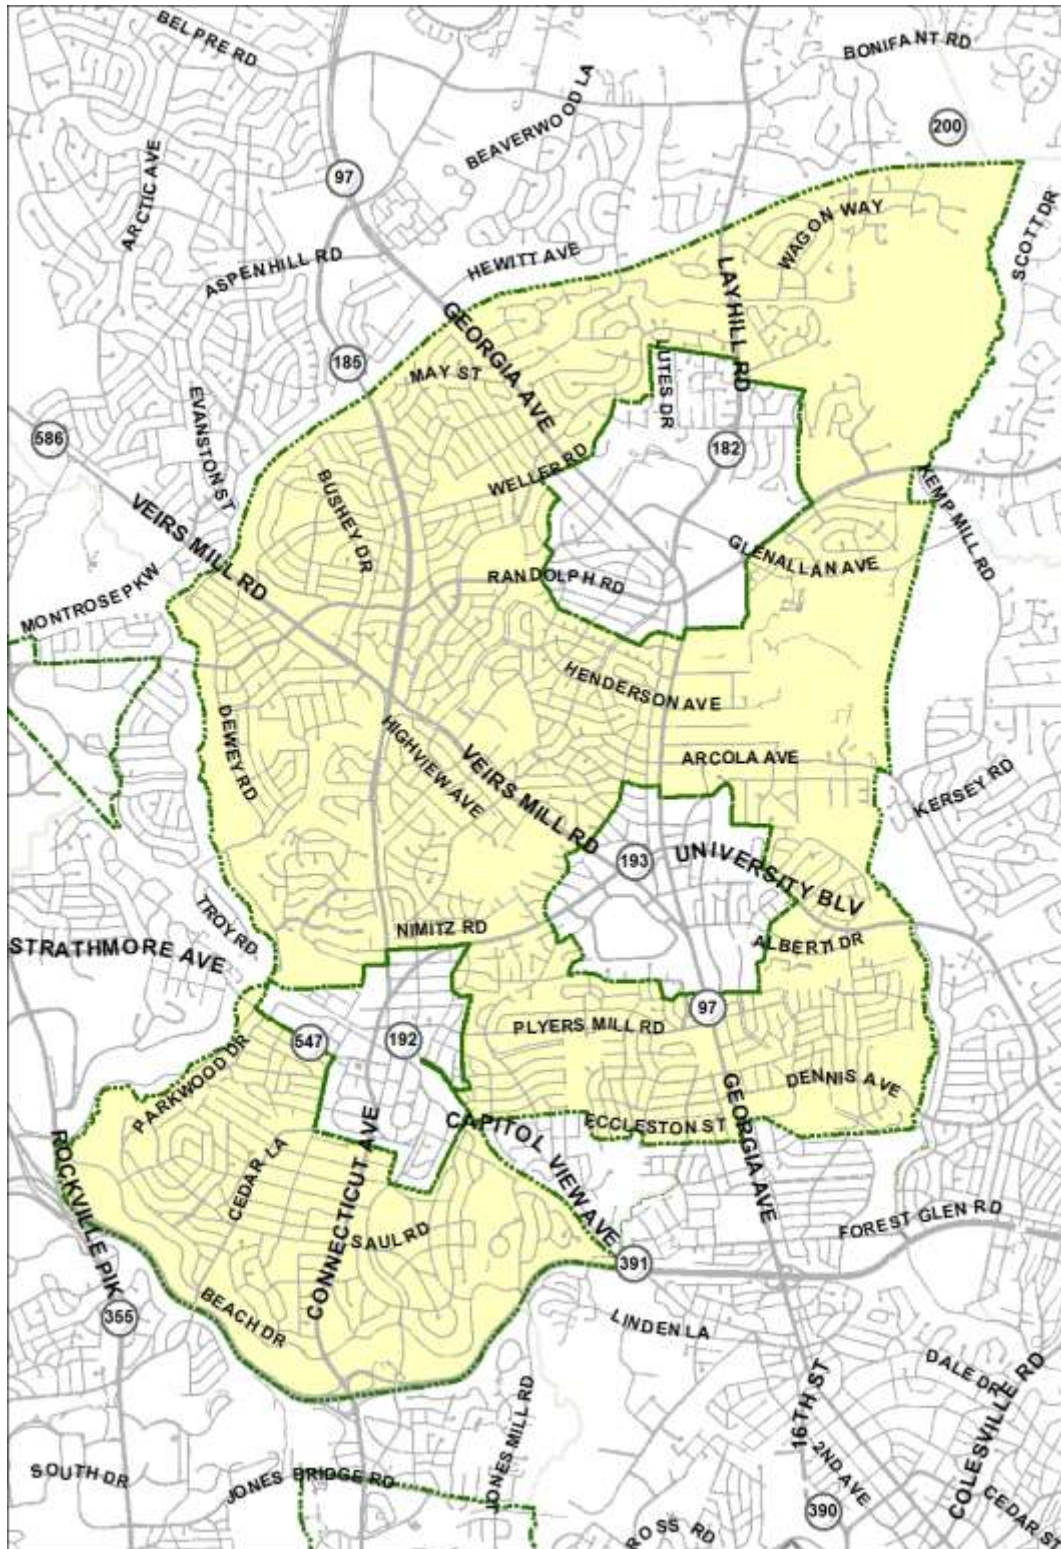 BELPRE RD
BONIFANT RD
BEAVERWOOD LA
200
ARCTIC AVE
97
SCOTT DR
WAGON WAY
ASPENHILL RD
HEWITT AVE
LAYHILL RD
GEORGIA AVE
185
MAY ST
LUTES DR
EVANSTON ST
586
182
WELLER RD
BUSHEY DR
KEMP MILL RD
VEIRS MILL RD
GLENALLAN AVE
RANDOLPH RD
MONTROSE PKW
HENDERSON AVE
DEWEY RD
HIGHVIEW AVE
VEIRS MILL RD
ARCOLA AVE
KERSEY RD
193
UNIVERSITY BLV
TROY RD
NIMITZ RD
STRATHMORE AVE
ALBERTI DR
97
PLYERS MILL RD
547
192
PARKWOOD DR
DENNIS AVE
GEORGIA AVE
ECCLESTON ST
CAPITOL VIEW AVE
ROCKVILLE PIK
CEDAR LA
CONNECTICUT AVE
SAUL RD
FOREST GLEN RD
391
BEACH DR
355
LINDEN LA
DALE DR
16TH ST
COLESVILLE RD
JONES MILL RD
SOUTH DR
JONES BRIDGE RD
2ND AVE
390
CEDAR ST
ROSS RD